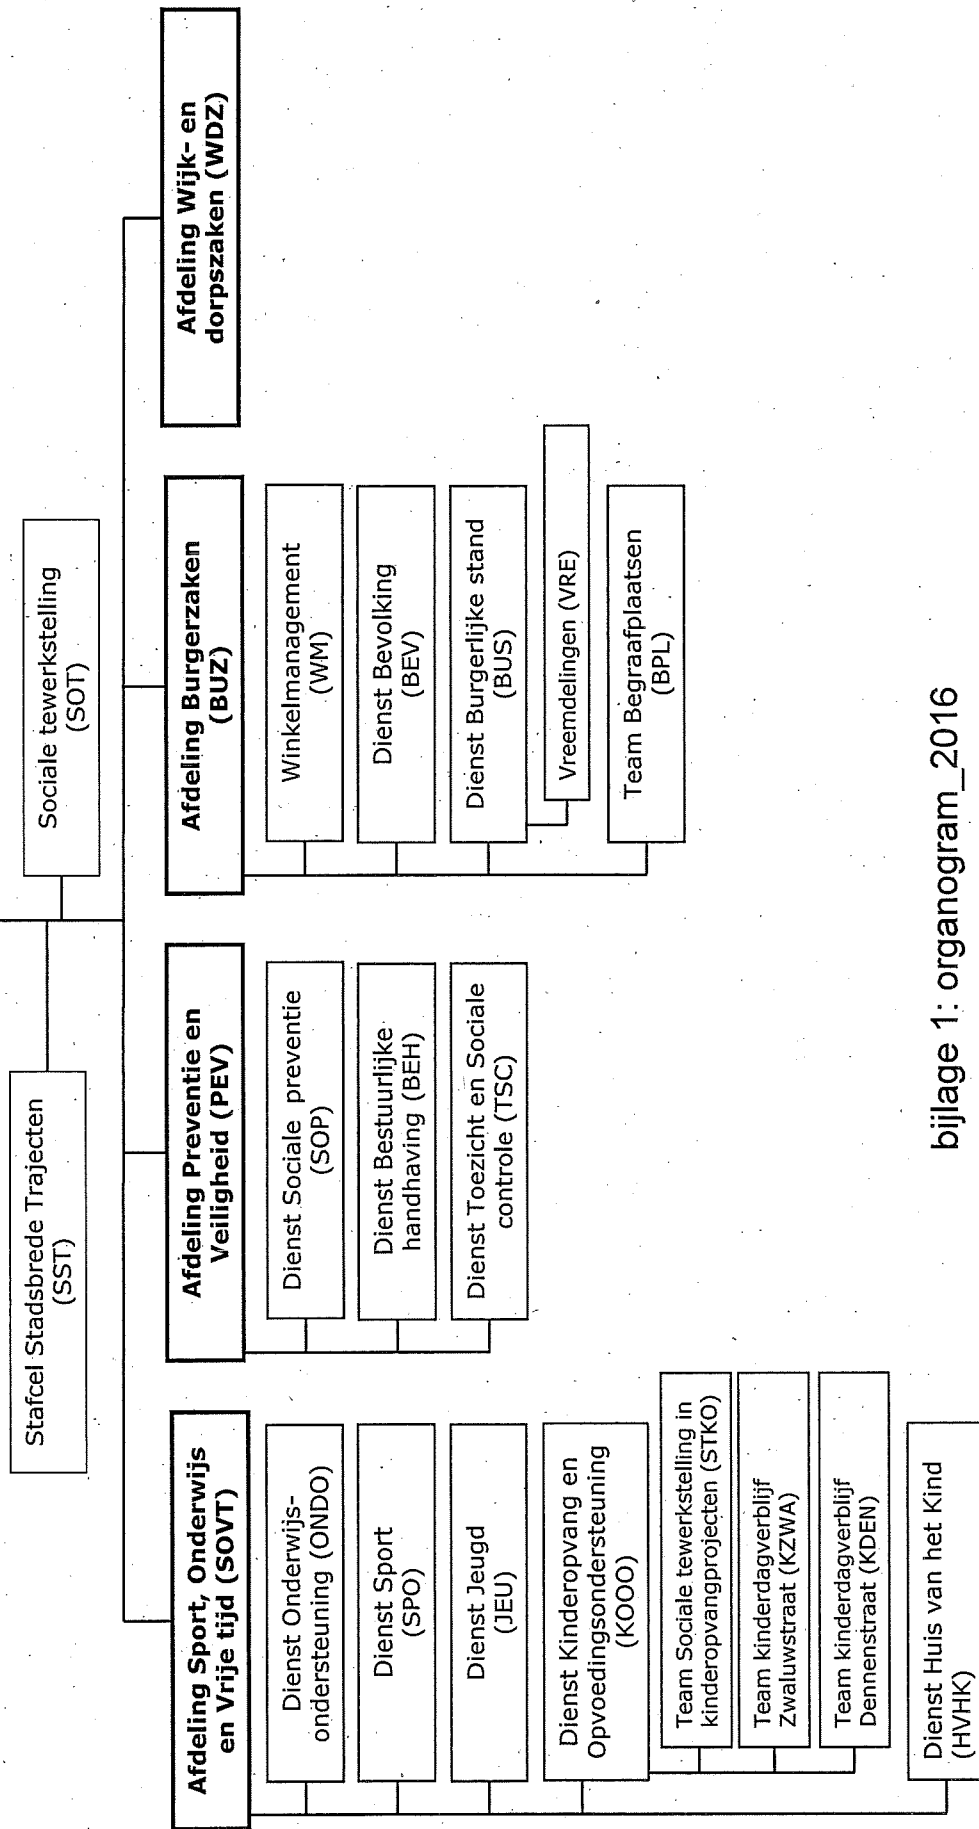 Stafcel Stadsbrede Trajecten
(SST)
Sociale tewerkstelling
(SOT)
Afdeling Sport, Onderwijs
en Vrije tijd (SOVT)
Dienst Onderwijs-
ondersteuning (ONDO)
Dienst Sport
(SPO)
Dienst Jeugd
(JEU)
Dienst Kinderopvang en
Opvoedingsondersteuning
(KOOO)
Team Sociale tewerkstelling in
kinderopvangprojecten (STKO)
Team kinderdagverblijf
Zwaluwstraat (KZWA)
Team kinderdagverblijf
Dennenstraat (KDEN)
Dienst Huis van het Kind
(HVHK)
Afdeling Preventie en
Veiligheid (PEV)
Dienst Sociale preventie
(SOP)
Dienst Bestuurlijke
handhaving (BEH)
Dienst Toezicht en Sociale
controle (TSC)
Afdeling Burgerzaken
(BUZ)
Winkelmanagement
(WM)
Dienst Bevolking
(BEV)
Dienst Burgerlijke stand
(BUS)
Vreemdelingen (VRE)
Team Begraafplaatsen
(BPL)
Afdeling Wijk- en
dorpszaken (WDZ)
bijlage 1: organogram_2016